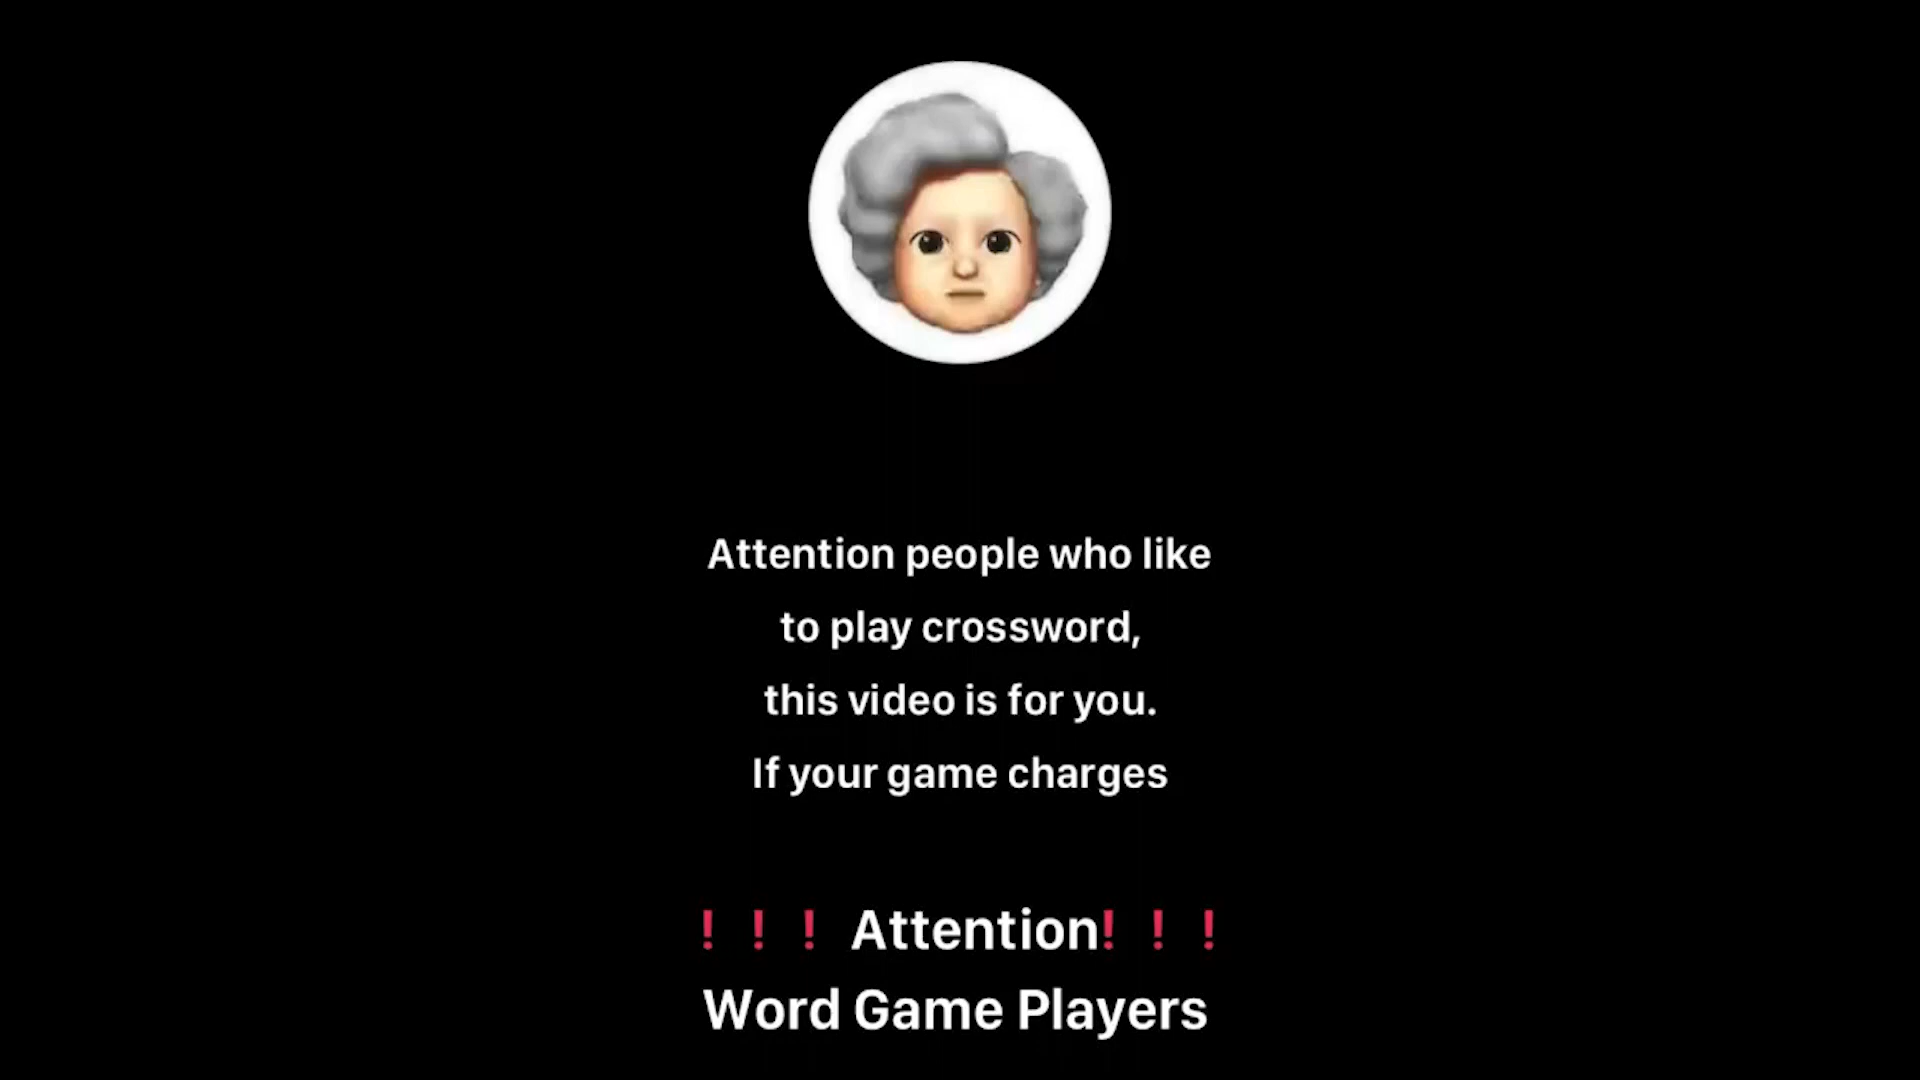 Attention people who like
to play crossword,
this video is for you.
If your game charges
❗❗❗Attention❗❗❗
Word Game Players